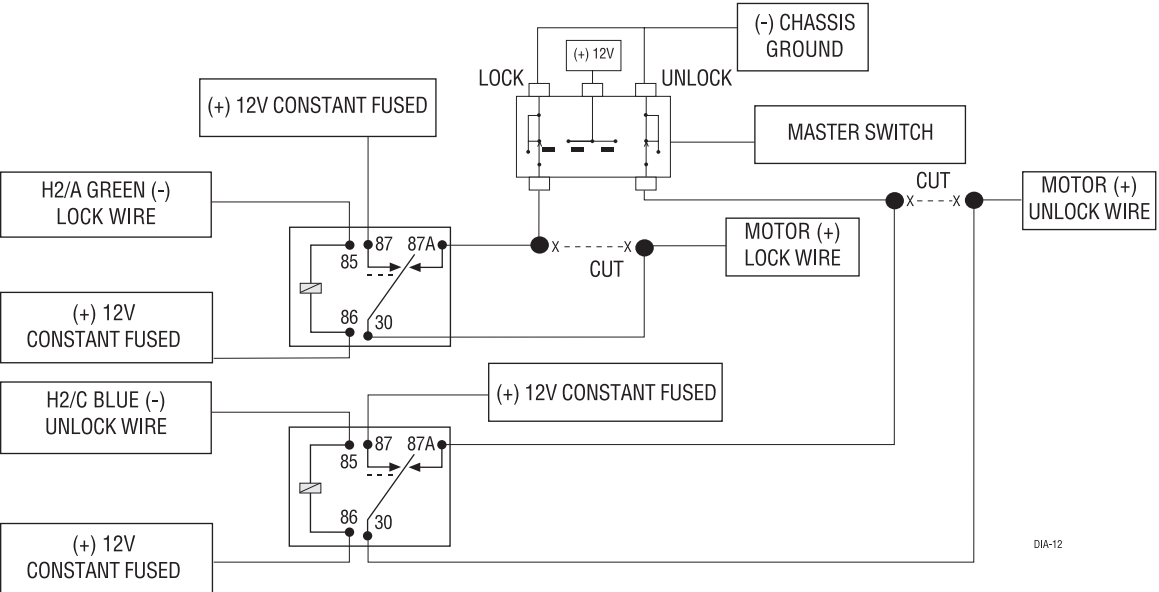 (-) CHASSIS
GROUND
(+) 12V
LOCK
UNLOCK
(+) 12V CONSTANT FUSED
MASTER SWITCH
H2/A GREEN (-)
LOCK WIRE
CUT
MOTOR (+)
UNLOCK WIRE
MOTOR (+)
LOCK WIRE
X
X
87
87A
X
X
85
CUT
86
30
(+) 12V
CONSTANT FUSED
(+) 12V CONSTANT FUSED
H2/C BLUE (-)
UNLOCK WIRE
87
87A
85
86
30
(+) 12V
CONSTANT FUSED
DIA-12